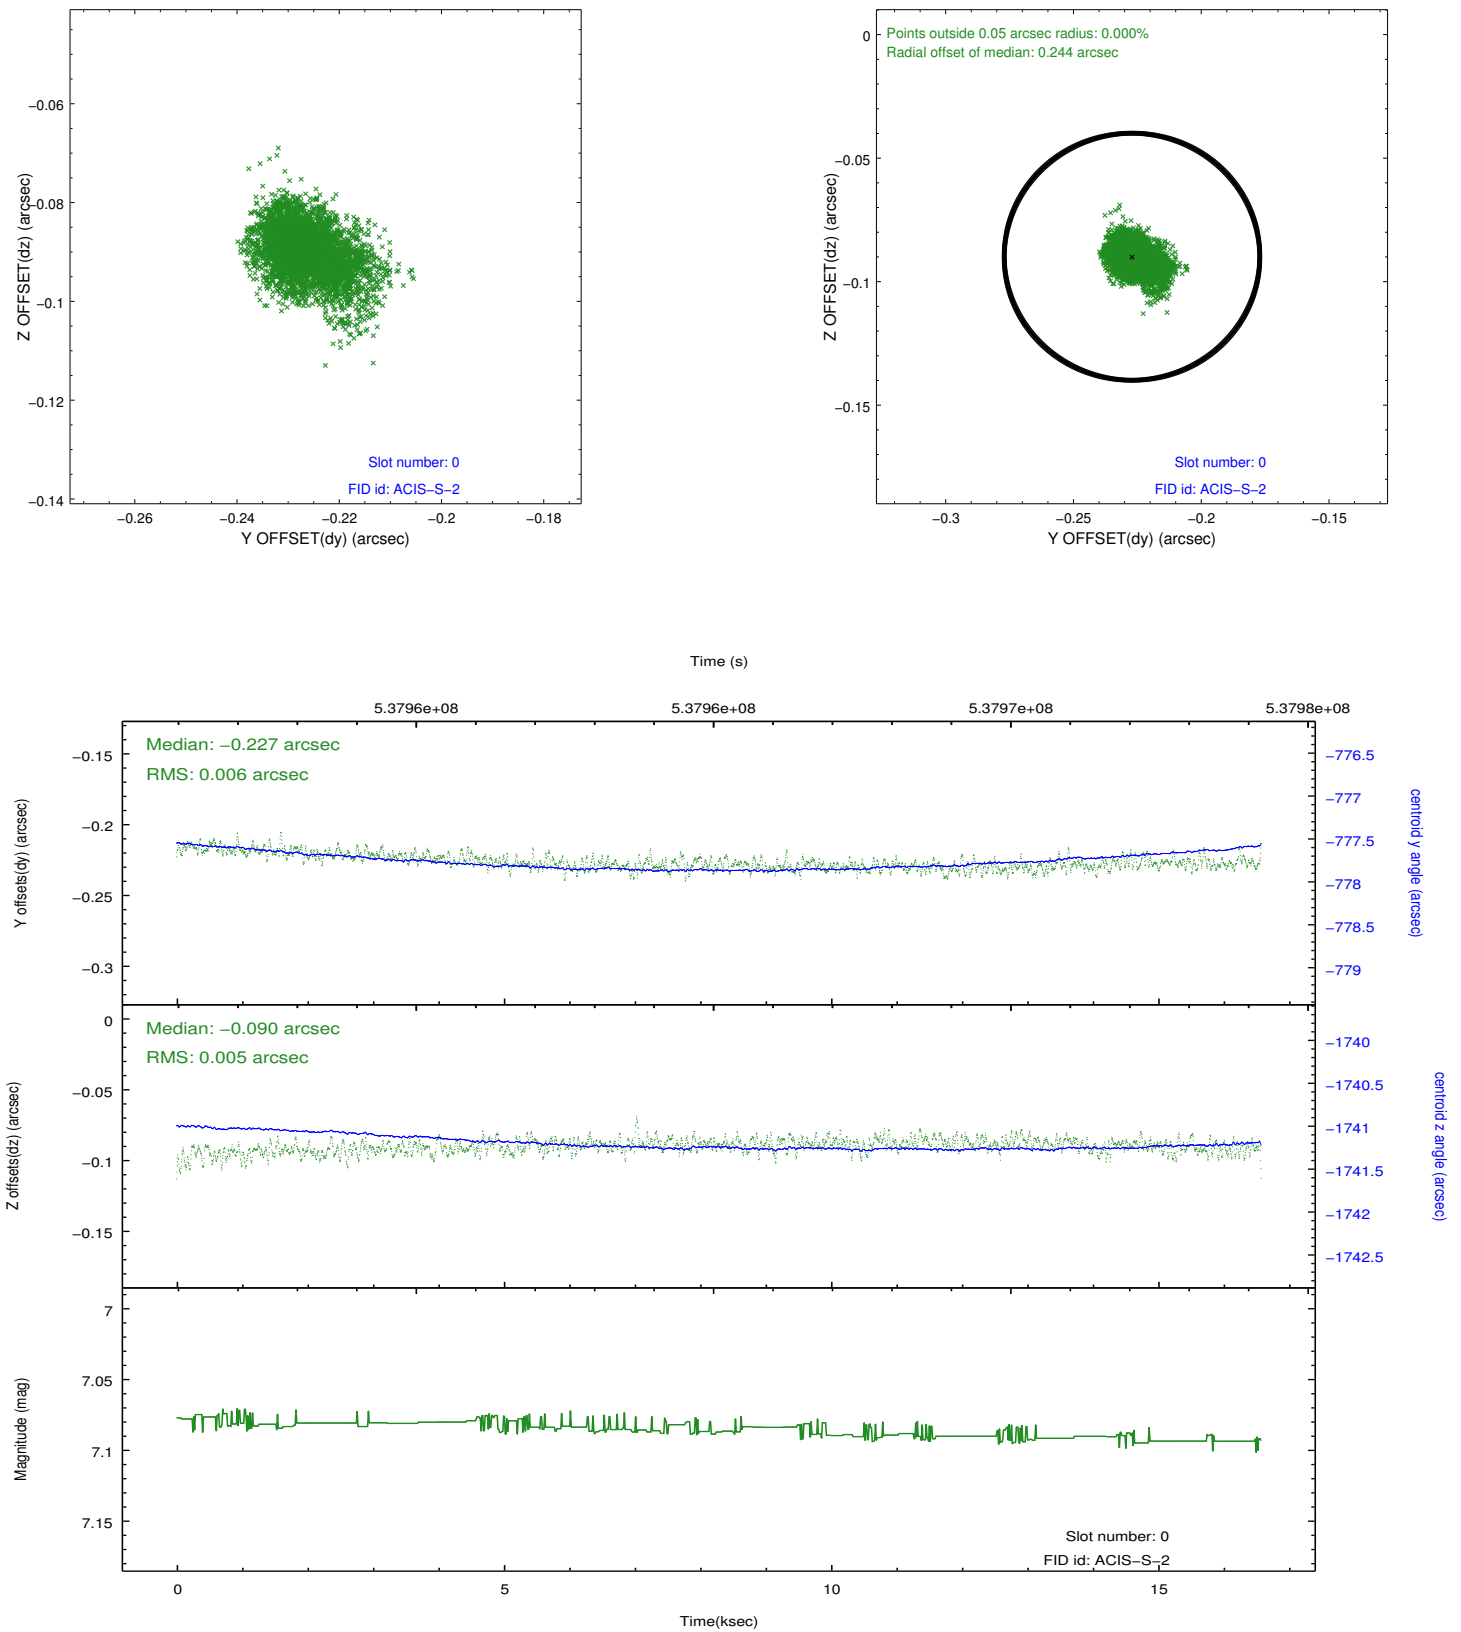 −0.06
−0.08
−0.1
−0.12
−0.14
Z OFFSET(dz) (arcsec)
Slot number: 0
FID id: ACIS−S−2
−0.26 −0.24 −0.22 −0.2 −0.18
Y OFFSET(dy) (arcsec)
Points outside 0.05 arcsec radius: 0.000%
Radial offset of median: 0.244 arcsec
0
−0.05
−0.1
−0.15
Z OFFSET(dz) (arcsec)
Slot number: 0
FID id: ACIS−S−2
−0.3 −0.25 −0.2 −0.15
Y OFFSET(dy) (arcsec)
Time (s)
5.3796e+08 5.3796e+08 5.3797e+08 5.3798e+08
Median: −0.227 arcsec
RMS: 0.006 arcsec
−0.15
−0.2
−0.25
−0.3
Y offsets(dy) (arcsec)
−776.5
−777
−777.5
−778
−778.5
−779
centroid y angle (arcsec)
Median: −0.090 arcsec
RMS: 0.005 arcsec
0
−0.05
−0.1
−0.15
Z offsets(dz) (arcsec)
−1740
−1740.5
−1741
−1741.5
−1742
−1742.5
centroid z angle (arcsec)
7
7.05
7.1
7.15
Magnitude (mag)
Slot number: 0
FID id: ACIS−S−2
0 5 10 15
Time(ksec)